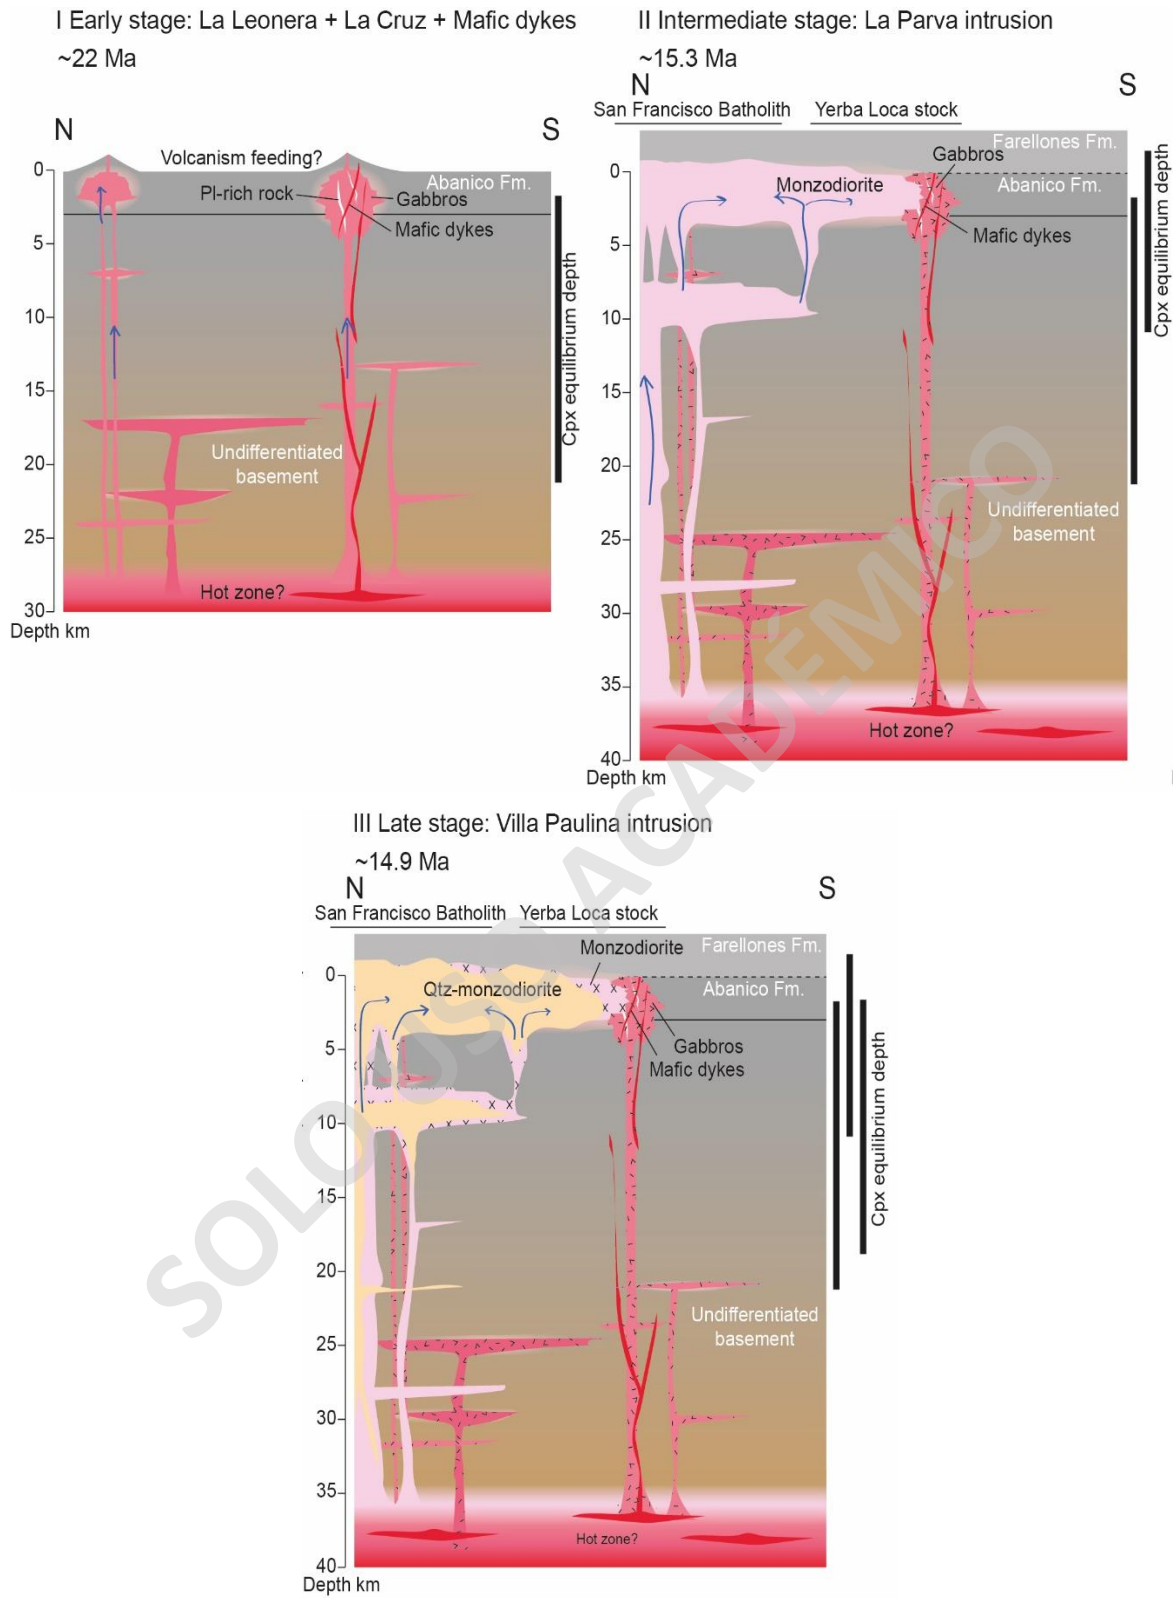 I Early stage: La Leonera + La Cruz + Mafic dykes
~22 Ma
N
S
Volcanism feeding?
Pl-rich rock
Abanico Fm.
Gabbros
Mafic dykes
0
5
10
15
20
25
30
Undifferentiated
basement
Hot zone?
Depth km
Cpx equilibrium depth
II Intermediate stage: La Parva intrusion
~15.3 Ma
N
S
San Francisco Batholith
Yerba Loca stock
Farellones Fm.
Gabbros
Abanico Fm.
Monzodiorite
Mafic dykes
0
5
10
15
20
25
30
35
40
Undifferentiated
basement
Hot zone?
Depth km
Cpx equilibrium depth
III Late stage: Villa Paulina intrusion
~14.9 Ma
N
S
San Francisco Batholith
Yerba Loca stock
Monzodiorite
Farellones Fm.
Qtz-monzodiorite
Abanico Fm.
Gabbros
Mafic dykes
0
5
10
15
20
25
30
35
40
Undifferentiated
basement
Hot zone?
Depth km
Cpx equilibrium depth
SOLO USO ACADÉMICO